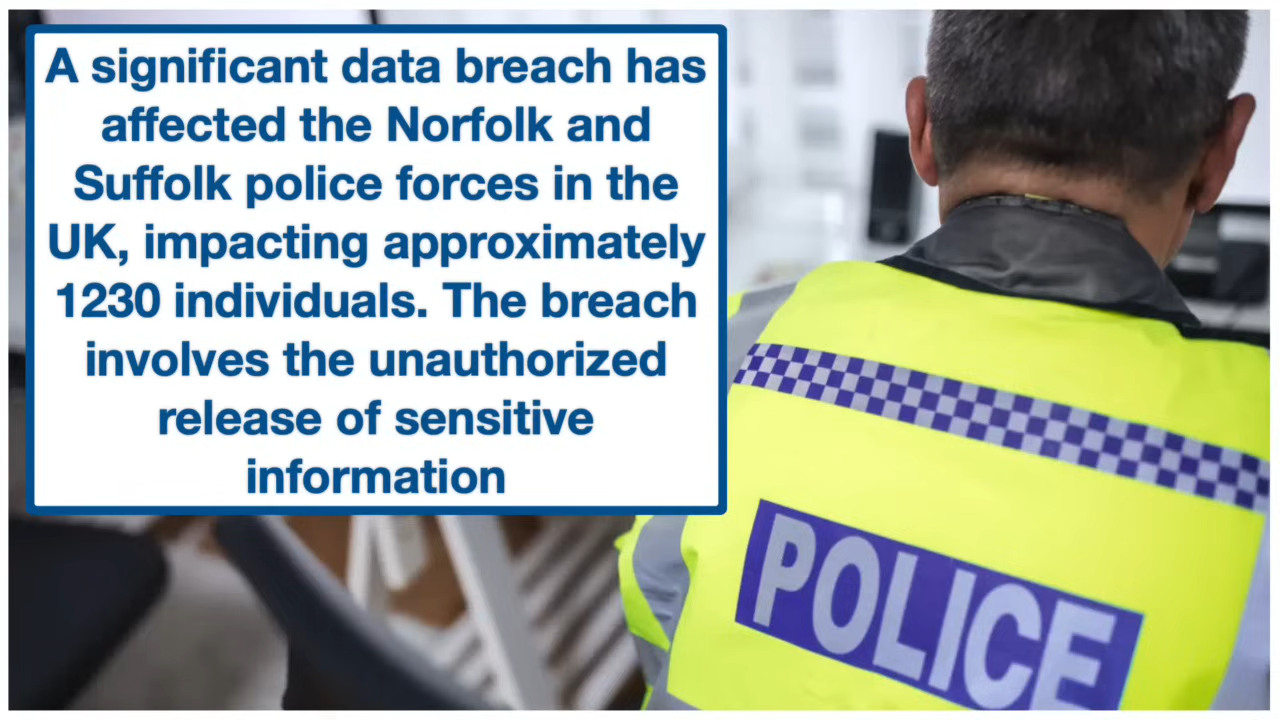 A significant data breach has
affected the Norfolk and
Suffolk police forces in the
UK, impacting approximately
1230 individuals. The breach
involves the unauthorized
release of sensitive
information
POLICE